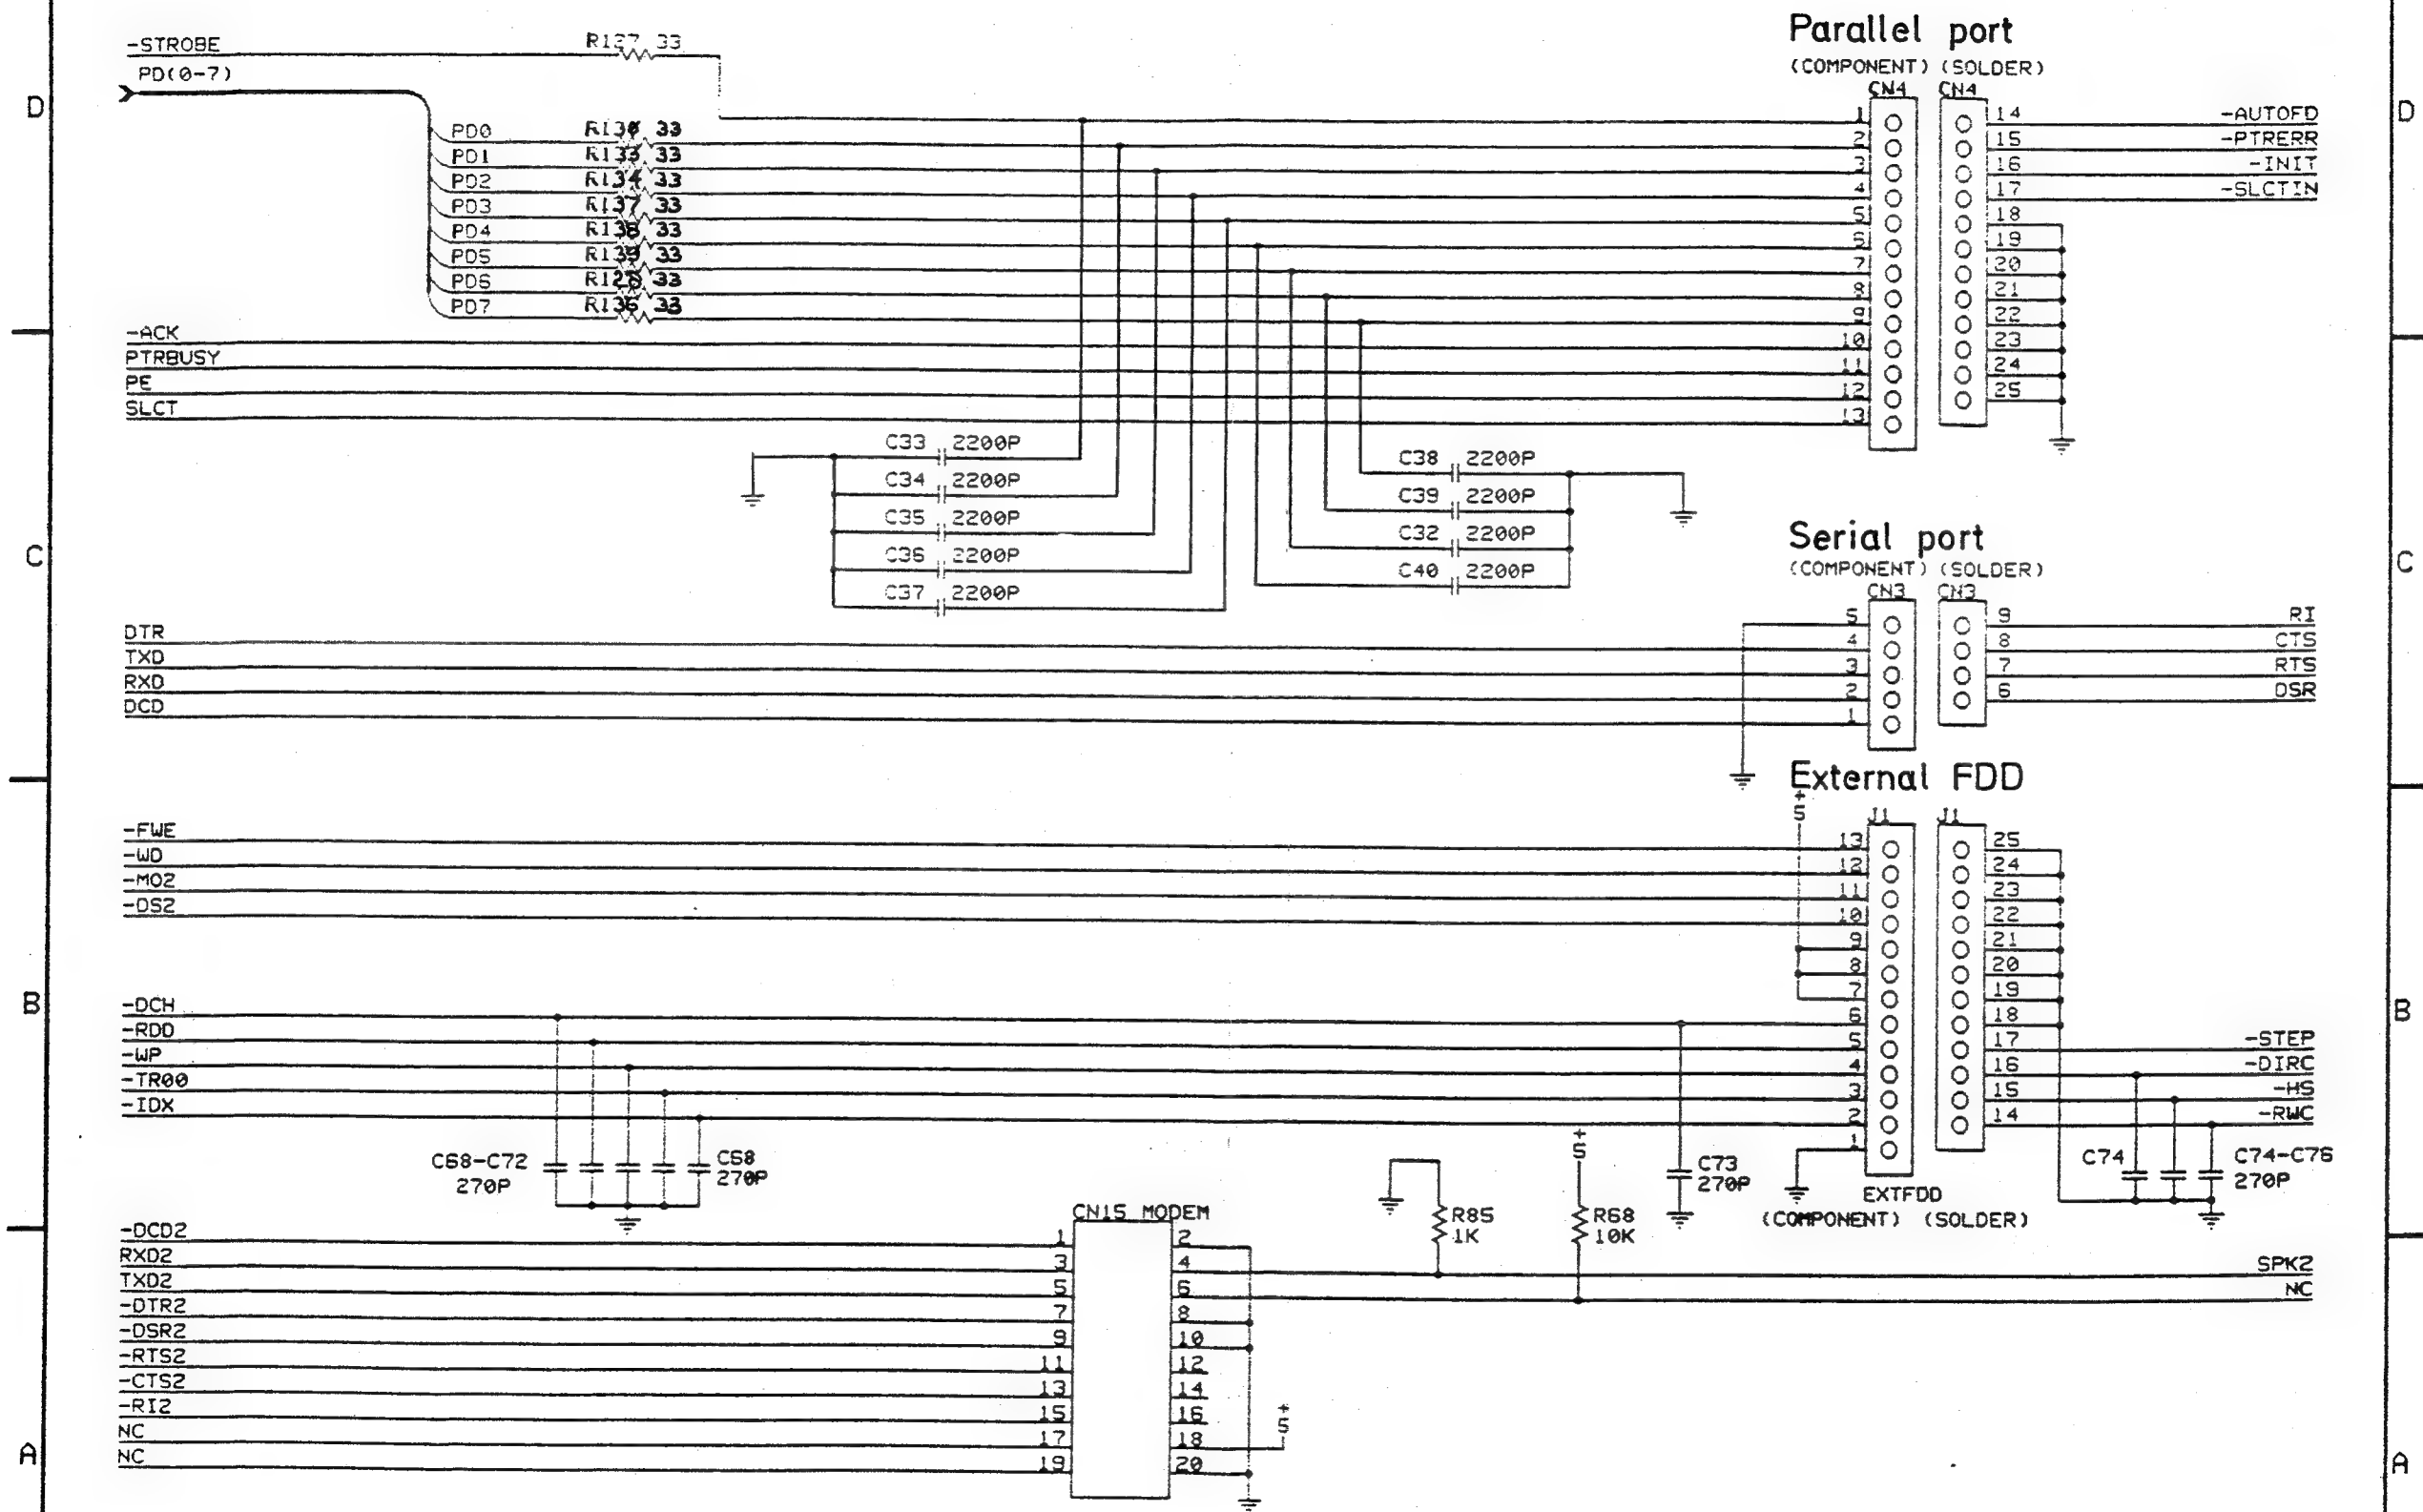 Parallel port
(COMPONENT) (SOLDER)
CN4 CN4
-STROBE R127 33
PD(0-7)
D D
PD0 33 1 14 -AUTOFD
PD1 R133 33 2 15 -PTRERR
PD2 R134 33 3 16 -INIT
PD3 R137 33 4 17 -SLCTIN
PD4 R138 33 5 18
PD5 R139 33 6 19
PD6 33 7 20
PD7 R136 33 8 21
9 22
-ACK 10 23
PTRBUSY 11 24
PE 12 25
SLCT 13
C33 2200P
C34 2200P
C35 2200P
C36 2200P
C37 2200P
C38 2200P
C39 2200P
C32 2200P
C40 2200P
C C
Serial port
(COMPONENT) (SOLDER)
CN3 CN3
5 9 RI
DTR 4 8 CTS
TXD 3 7 RTS
RXD 2 6 DSR
DCD 1
External FDD
+5
J1 J1
-FWE 13 25
-WD 12 24
-MO2 11 23
-DS2 10 22
9 21
8 20
7 19
B B
-DCH 6 18
-RDD 5 17 -STEP
-WP 4 16 -DIRC
-TR00 3 15 -HS
-IDX 2 14 -RWC
1
C68-C72
270P
C68
270P
C73
270P
C74
C74-C76
270P
EXTFDD
(COMPONENT) (SOLDER)
+5
R85
1K
R68
10K
CN15 MODEM
-DCD2 1 2
RXD2 3 4 SPK2
TXD2 5 6 NC
-DTR2 7 8
-DSR2 9 10
-RTS2 11 12
-CTS2 13 14
-RI2 15 16
NC 17 18 +5
NC 19 20
A A